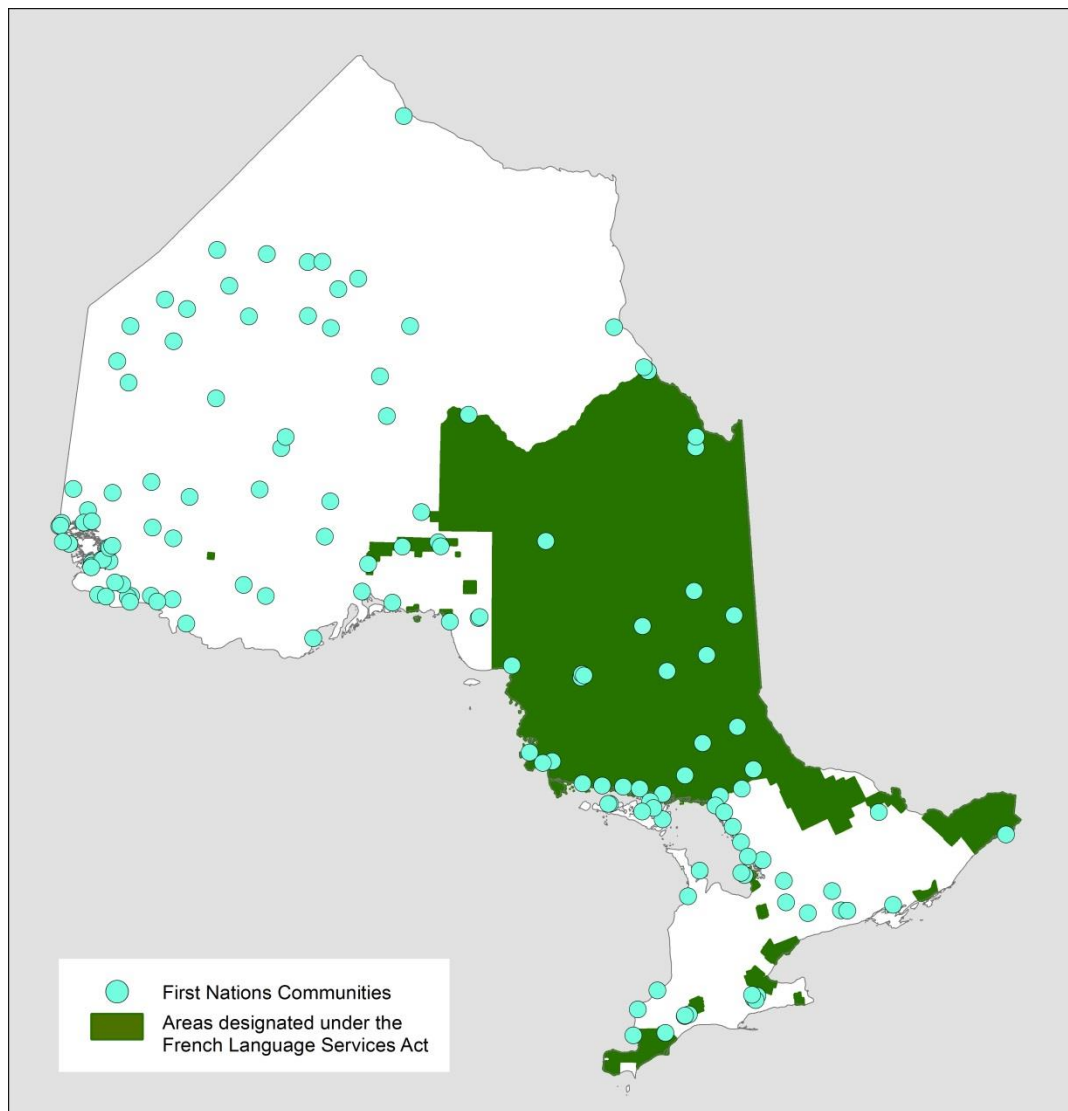 First Nations Communities
Areas designated under the
French Language Services Act